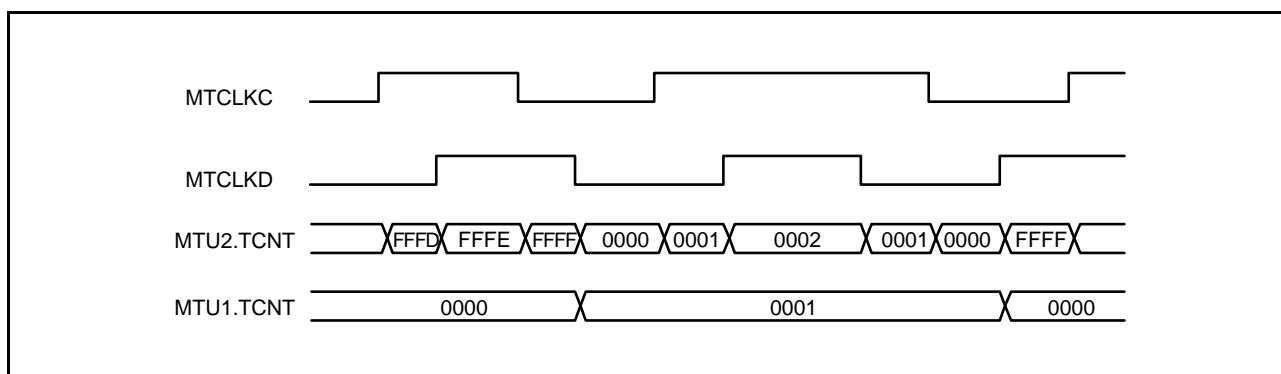 MTCLKC
MTCLKD
MTU2.TCNT FFFD FFFE FFFF 0000 0001 0002 0001 0000 FFFF
MTU1.TCNT 0000 0001 0000